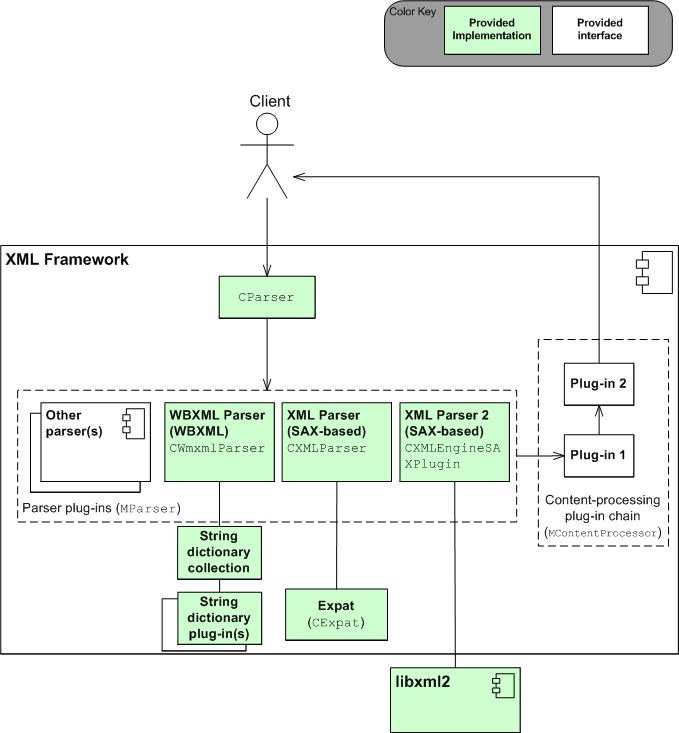 Color Key
Provided
Implementation
Provided
interface
Client
XML Framework
CParser
Other
parser(s)
WBXML Parser
(WBXML)
CWmxmlParser
XML Parser
(SAX-based)
CXMLParser
XML Parser 2
(SAX-based)
CXMLEngineSA
XPlugin
Parser plug-ins (MParser)
Plug-in 2
Plug-in 1
Content-processing
plug-in chain
(MContentProcessor)
String
dictionary
collection
String
dictionary
plug-in(s)
Expat
(CExpat)
libxml2